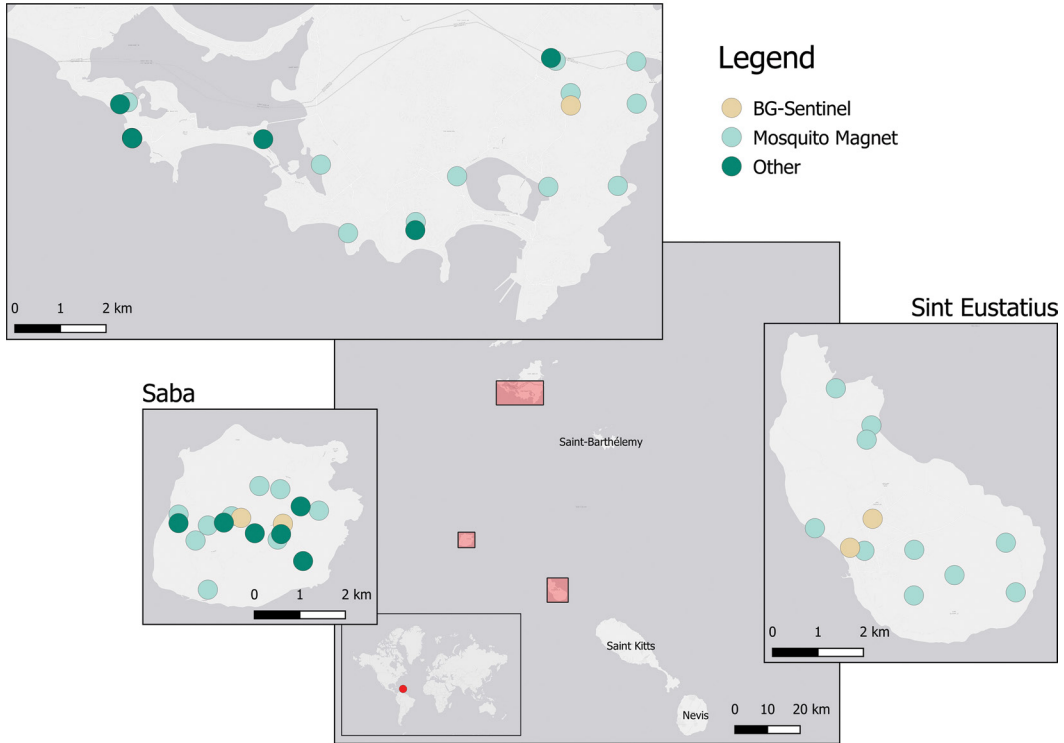 Legend
BG-Sentinel
Mosquito Magnet
Other
0 1 2 km
Sint Eustatius
Saba
Saint-Barthélemy
0 1 2 km
0 1 2 km
Saint Kitts
Nevis
0 10 20 km